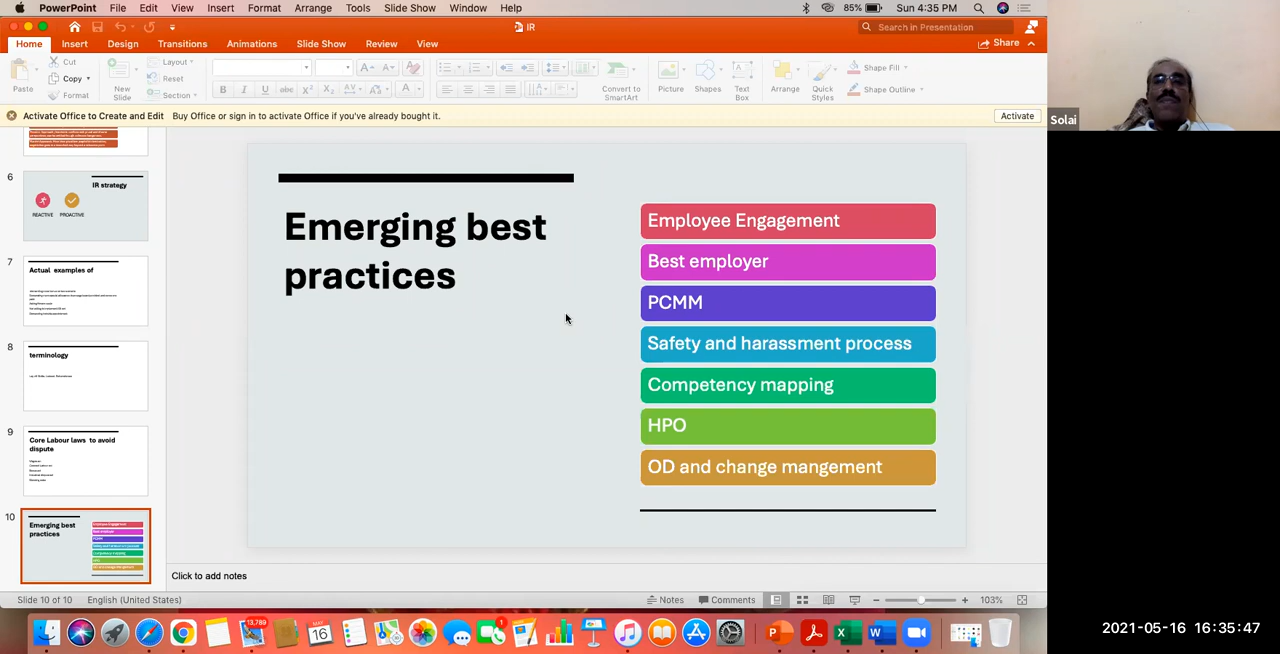 PowerPoint File Edit View Insert Format Arrange Tools Slide Show Window Help 85% Sun 4:35 PM
IR
Search in Presentation
Home Insert Design Transitions Animations Slide Show Review View Share
Paste
Cut
Copy
Format
New Slide
Layout
Reset
Section
Convert to SmartArt
Picture
Shapes
Text Box
Arrange
Quick Styles
Shape Fill
Shape Outline
Activate Office to Create and Edit Buy Office or sign in to activate Office if you've already bought it. Activate
6
IR strategy
REACTIVE PROACTIVE
7
Actual examples of
8
terminology
9
Core Labour laws to avoid
dispute
10
Emerging best
practices
Emerging best
practices
Employee Engagement
Best employer
PCMM
Safety and harassment process
Competency mapping
HPO
OD and change mangement
Click to add notes
Slide 10 of 10 English (United States) Notes Comments 103%
Solai
13,789
1
MAY
16
2021-05-16 16:35:47